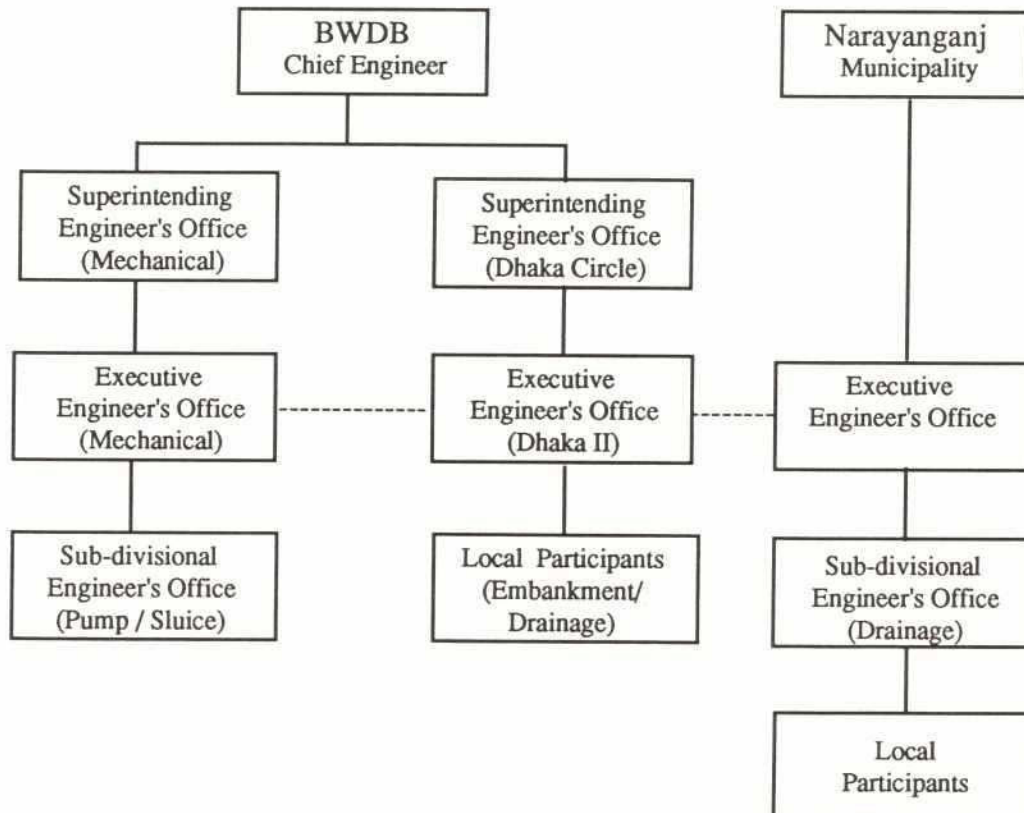 BWDB
Chief Engineer
Narayanganj
Municipality
Superintending
Engineer's Office
(Mechanical)
Superintending
Engineer's Office
(Dhaka Circle)
Executive
Engineer's Office
(Mechanical)
Executive
Engineer's Office
(Dhaka II)
Executive
Engineer's Office
Sub-divisional
Engineer's Office
(Pump / Sluice)
Local Participants
(Embankment/
Drainage)
Sub-divisional
Engineer's Office
(Drainage)
Local
Participants